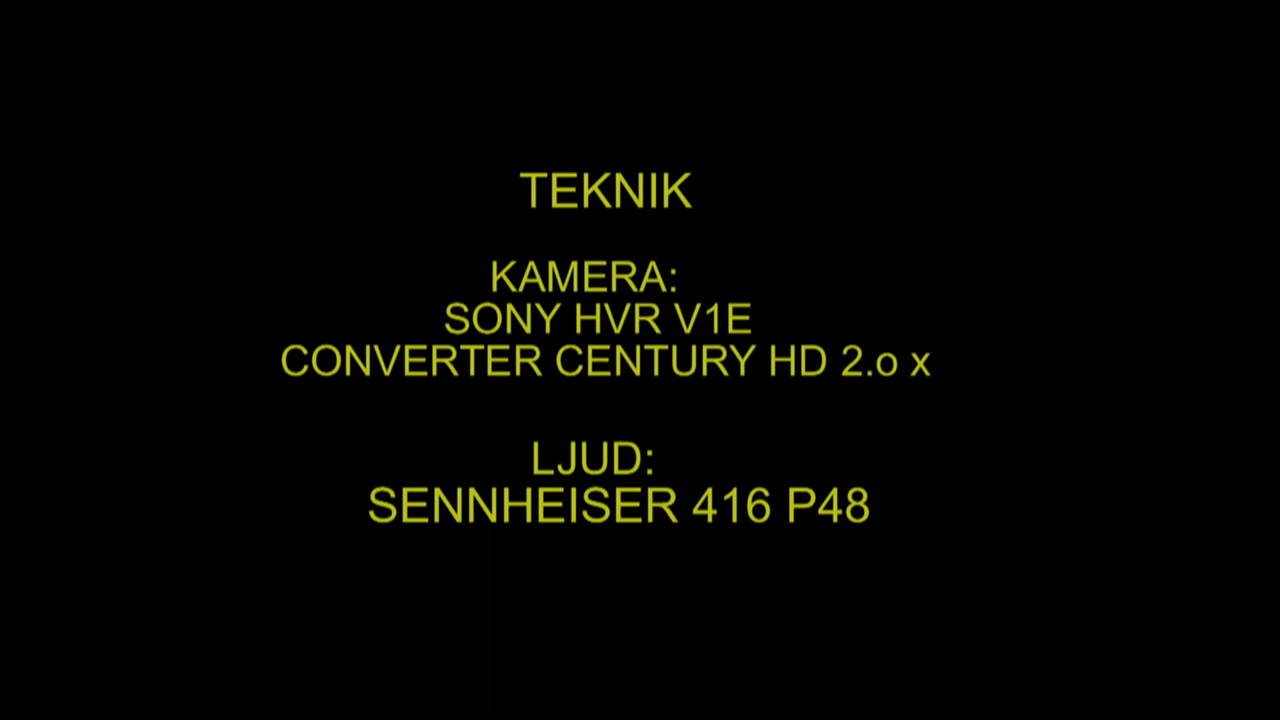 TEKNIK
KAMERA:
SONY HVR V1E
CONVERTER CENTURY HD 2.o x
LJUD:
SENNHEISER 416 P48